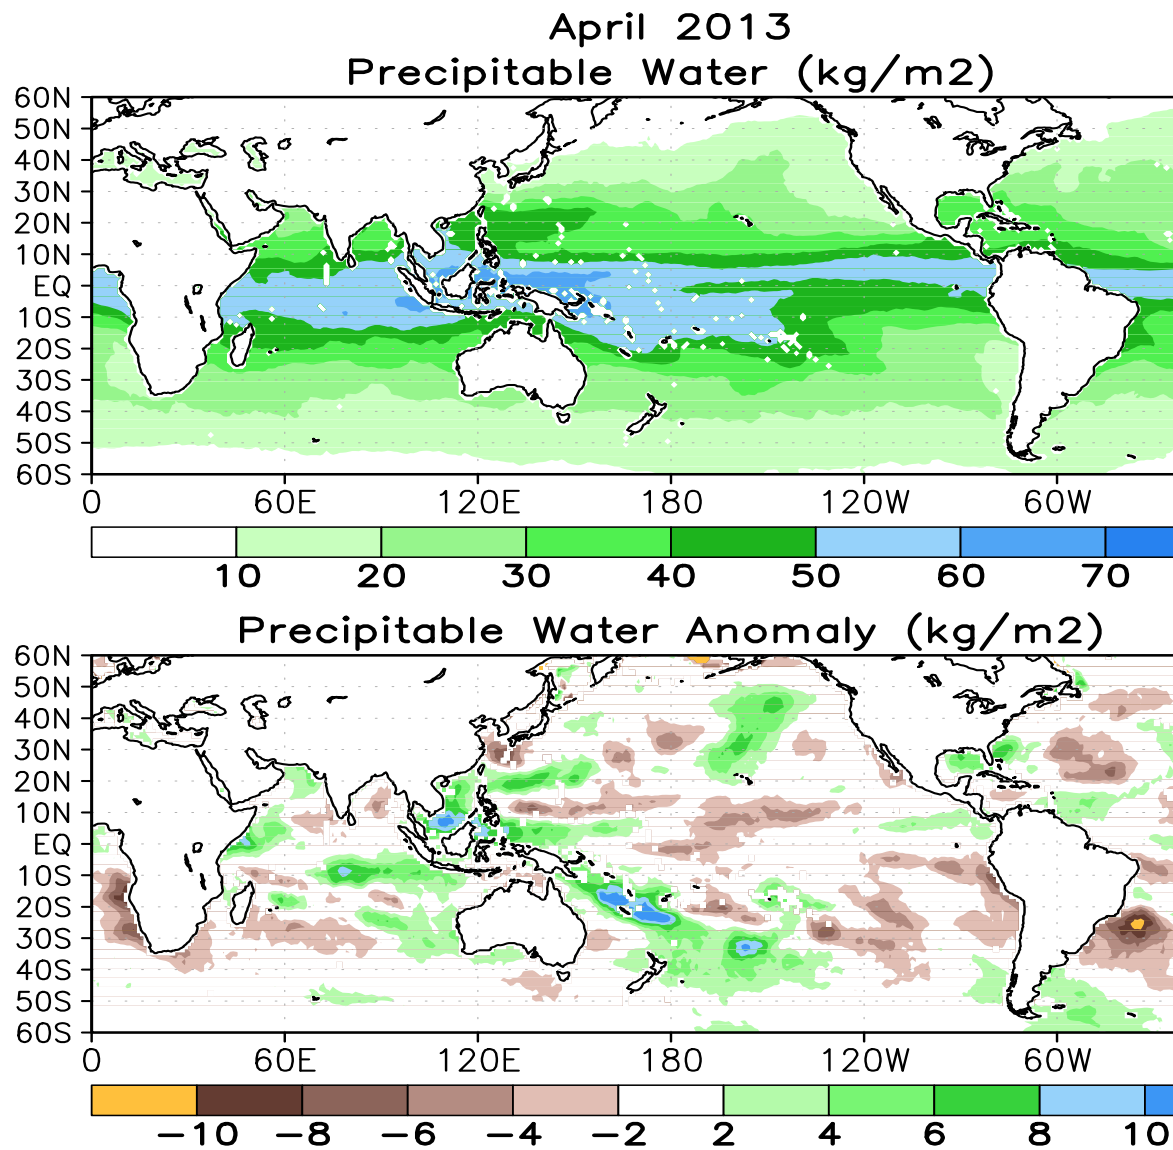 April 2013
Precipitable Water (kg/m2)
60N
50N
40N
30N
20N
10N
EQ
10S
20S
30S
40S
50S
60S
0 60E 120E 180 120W 60W
10 20 30 40 50 60 70
Precipitable Water Anomaly (kg/m2)
60N
50N
40N
30N
20N
10N
EQ
10S
20S
30S
40S
50S
60S
0 60E 120E 180 120W 60W
−10 −8 −6 −4 −2 2 4 6 8 10